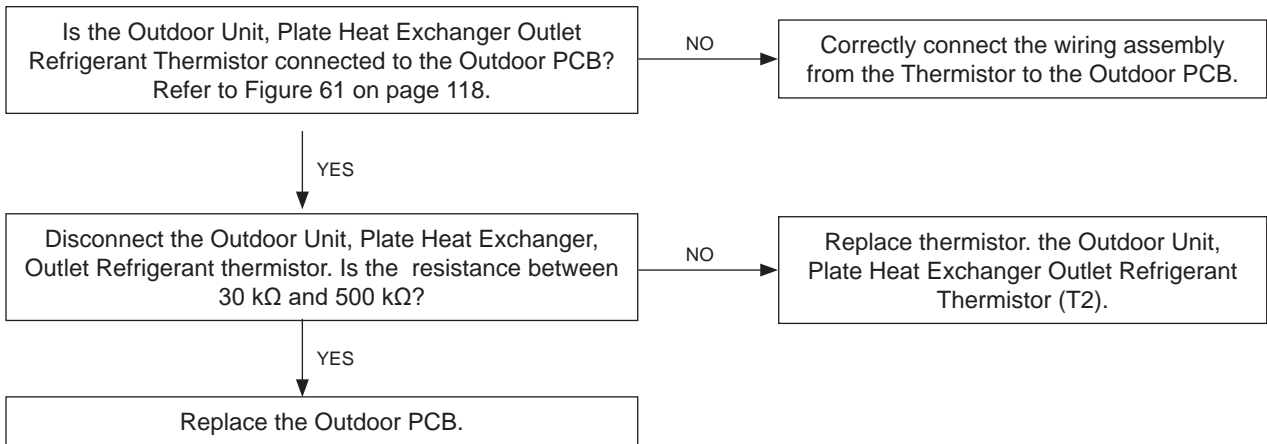 Is the Outdoor Unit, Plate Heat Exchanger Outlet
Refrigerant Thermistor connected to the Outdoor PCB?
Refer to Figure 61 on page 118.
NO
Correctly connect the wiring assembly
from the Thermistor to the Outdoor PCB.
YES
Disconnect the Outdoor Unit, Plate Heat Exchanger,
Outlet Refrigerant thermistor. Is the resistance between
30 kΩ and 500 kΩ?
NO
Replace thermistor. the Outdoor Unit,
Plate Heat Exchanger Outlet Refrigerant
Thermistor (T2).
YES
Replace the Outdoor PCB.